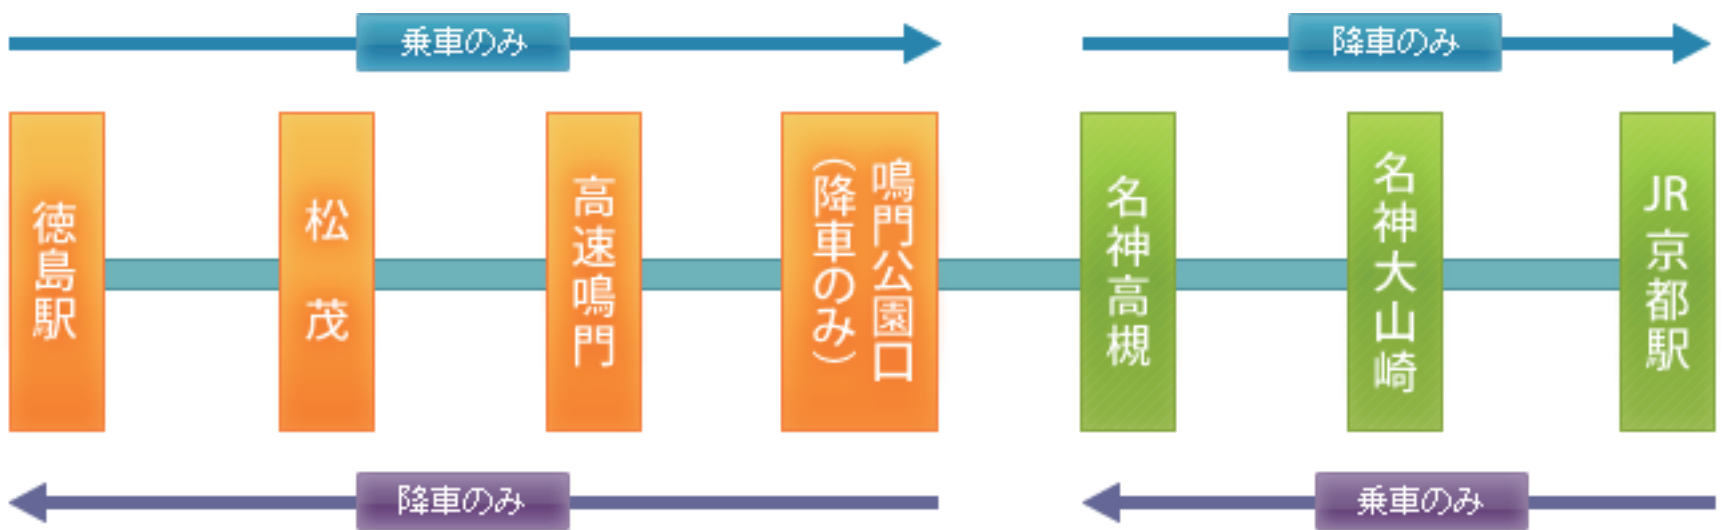 乗車のみ
降車のみ
徳島駅
松 茂
高速鳴門
鳴門公園口
(降車のみ)
名神高槻
名神大山崎
JR京都駅
降車のみ
乗車のみ